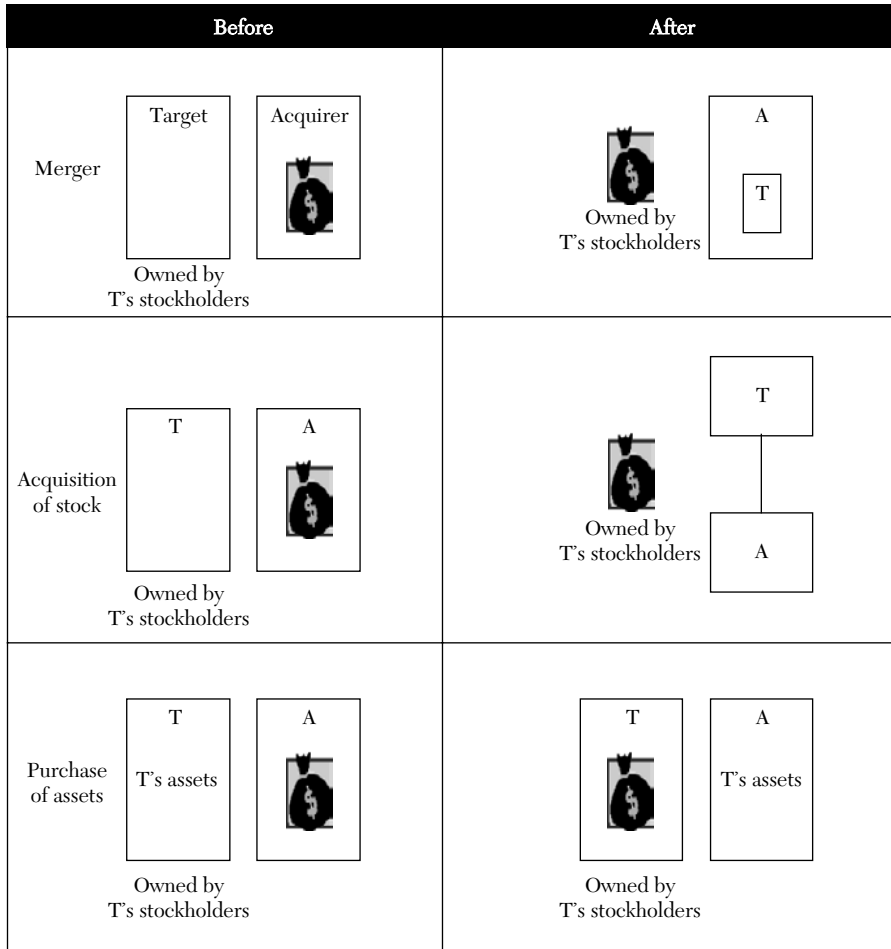 Before
After
Merger
Target
Acquirer
$
Owned by
T's stockholders
$
Owned by
T's stockholders
A
T
Acquisition
of stock
T
A
$
Owned by
T's stockholders
$
Owned by
T's stockholders
T
A
Purchase
of assets
T
T's assets
A
$
Owned by
T's stockholders
T
$
Owned by
T's stockholders
A
T's assets